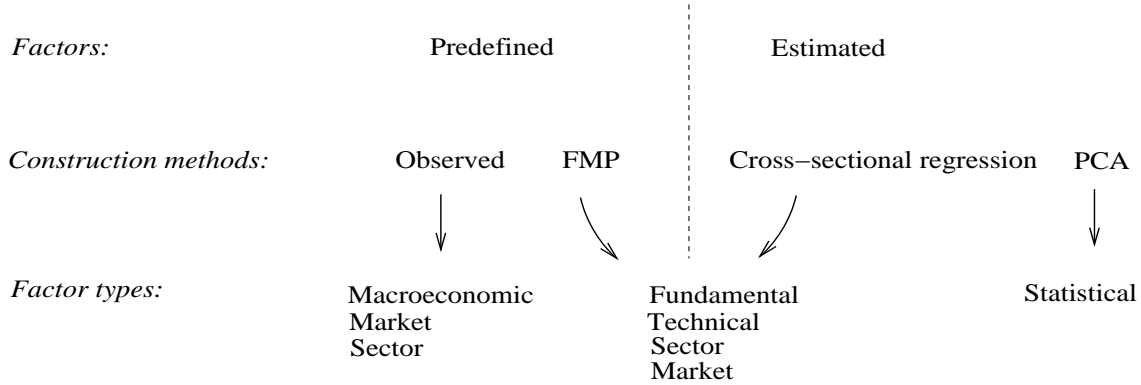 Factors: Predefined Estimated
Construction methods: Observed FMP Cross−sectional regression PCA
Factor types: Macroeconomic Fundamental Statistical
Market Technical
Sector Sector
Market